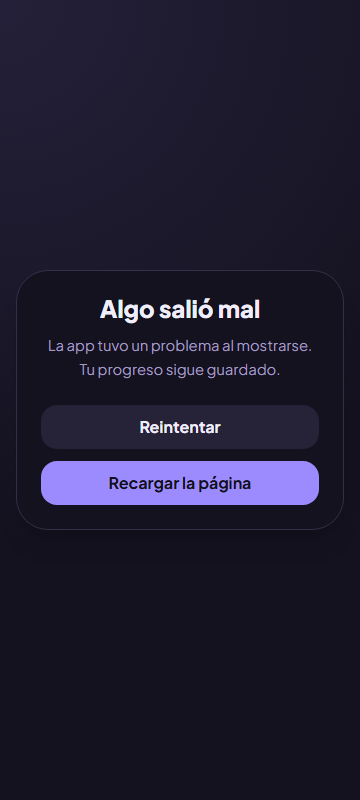 Algo salió mal
La app tuvo un problema al mostrarse.
Tu progreso sigue guardado.
Reintentar
Recargar la página